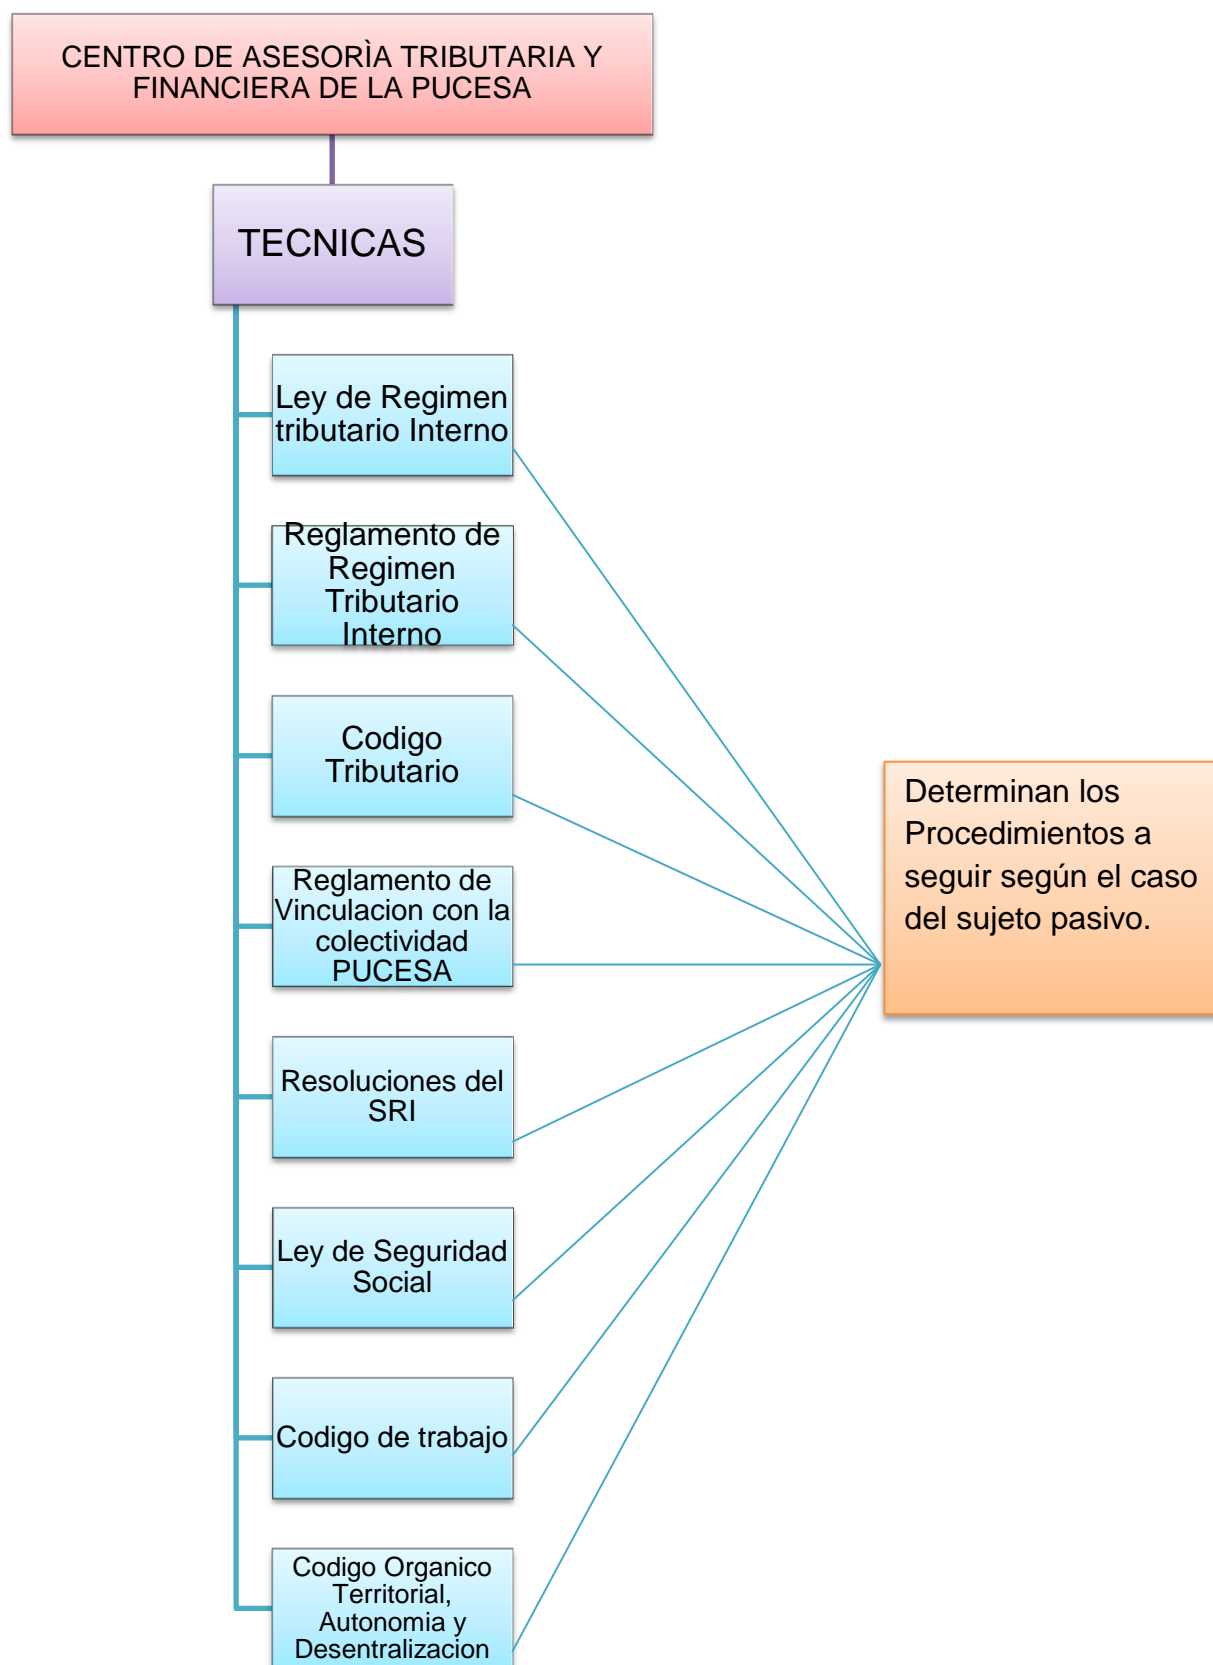 CENTRO DE ASESORÌA TRIBUTARIA Y
FINANCIERA DE LA PUCESA
TECNICAS
Ley de Regimen
tributario Interno
Reglamento de
Regimen
Tributario
Interno
Codigo
Tributario
Reglamento de
Vinculacion con la
colectividad
PUCESA
Resoluciones del
SRI
Ley de Seguridad
Social
Codigo de trabajo
Codigo Organico
Territorial,
Autonomia y
Desentralizacion
Determinan los
Procedimientos a
seguir según el caso
del sujeto pasivo.